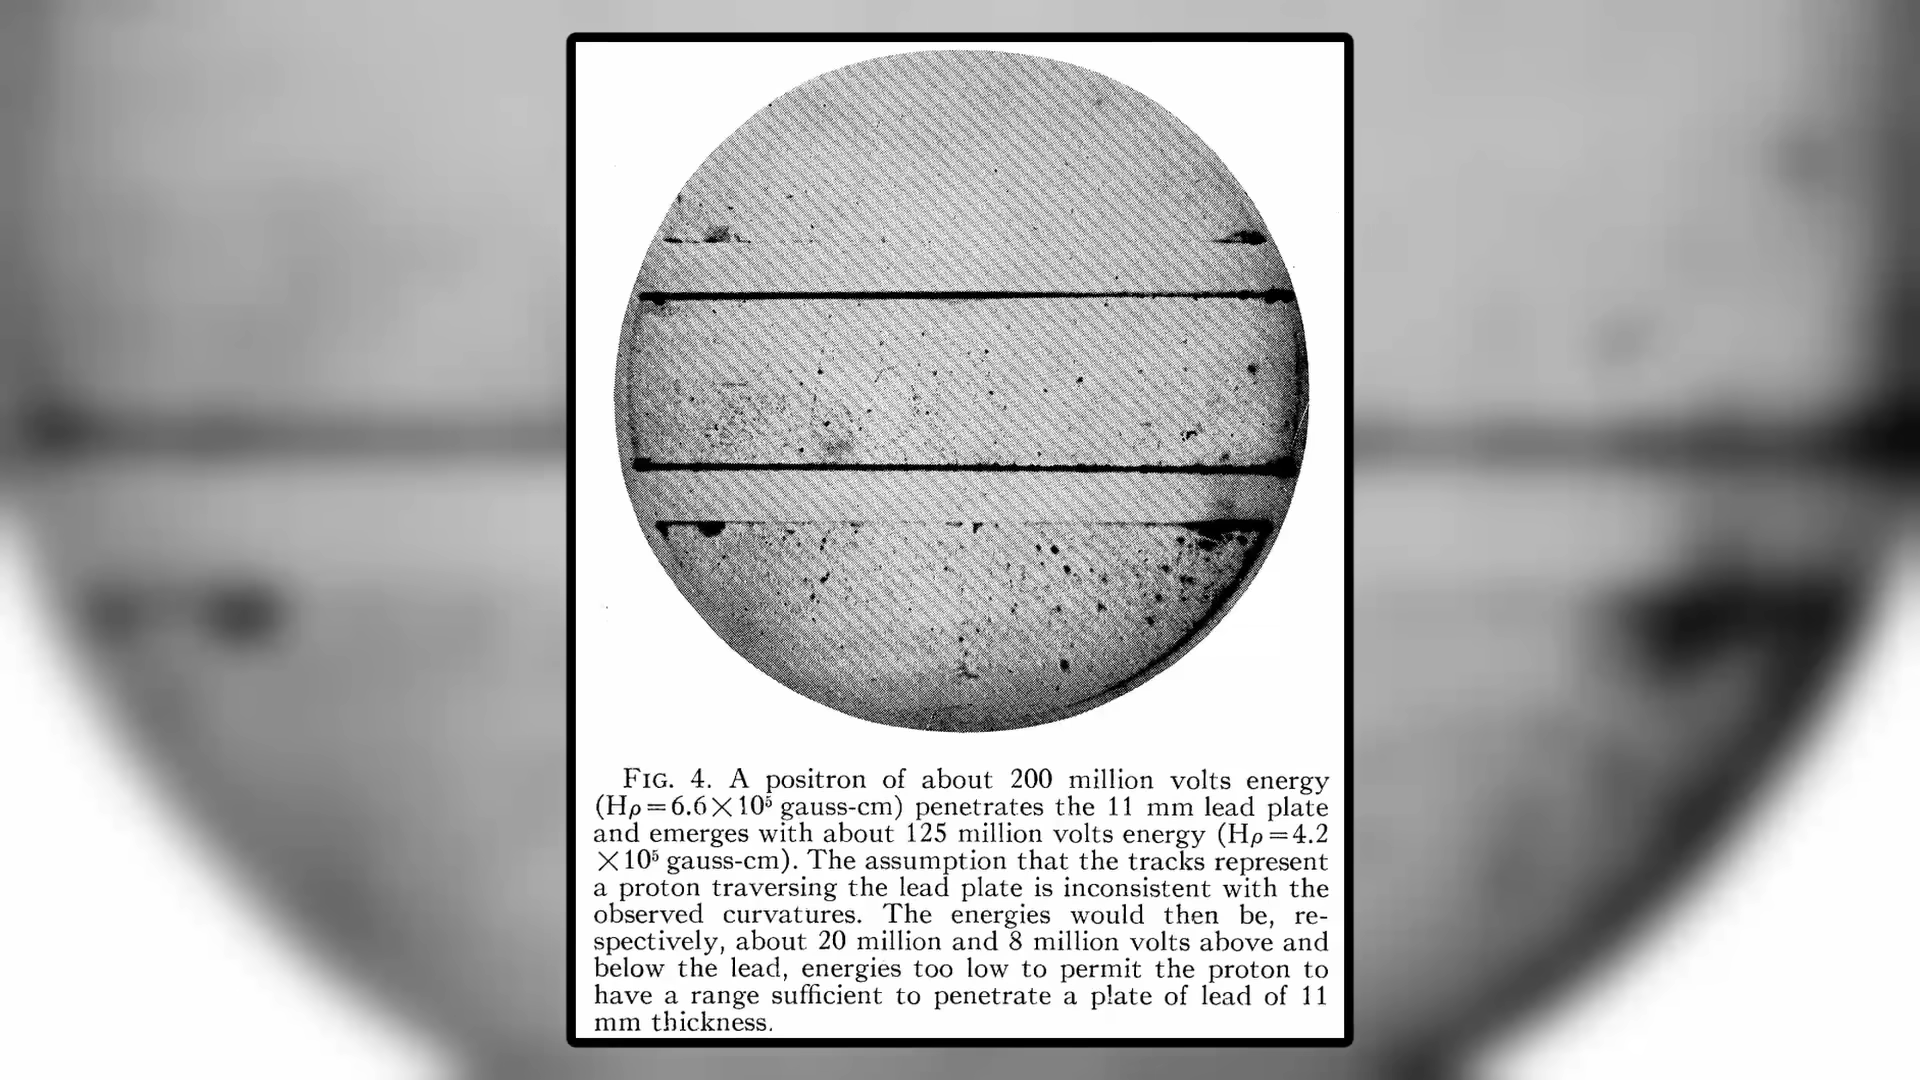 FIG. 4. A positron of about 200 million volts energy
(Hρ=6.6×10⁵ gauss-cm) penetrates the 11 mm lead plate
and emerges with about 125 million volts energy (Hρ=4.2
×10⁵ gauss-cm). The assumption that the tracks represent
a proton traversing the lead plate is inconsistent with the
observed curvatures. The energies would then be, re-
spectively, about 20 million and 8 million volts above and
below the lead, energies too low to permit the proton to
have a range sufficient to penetrate a plate of lead of 11
mm thickness.